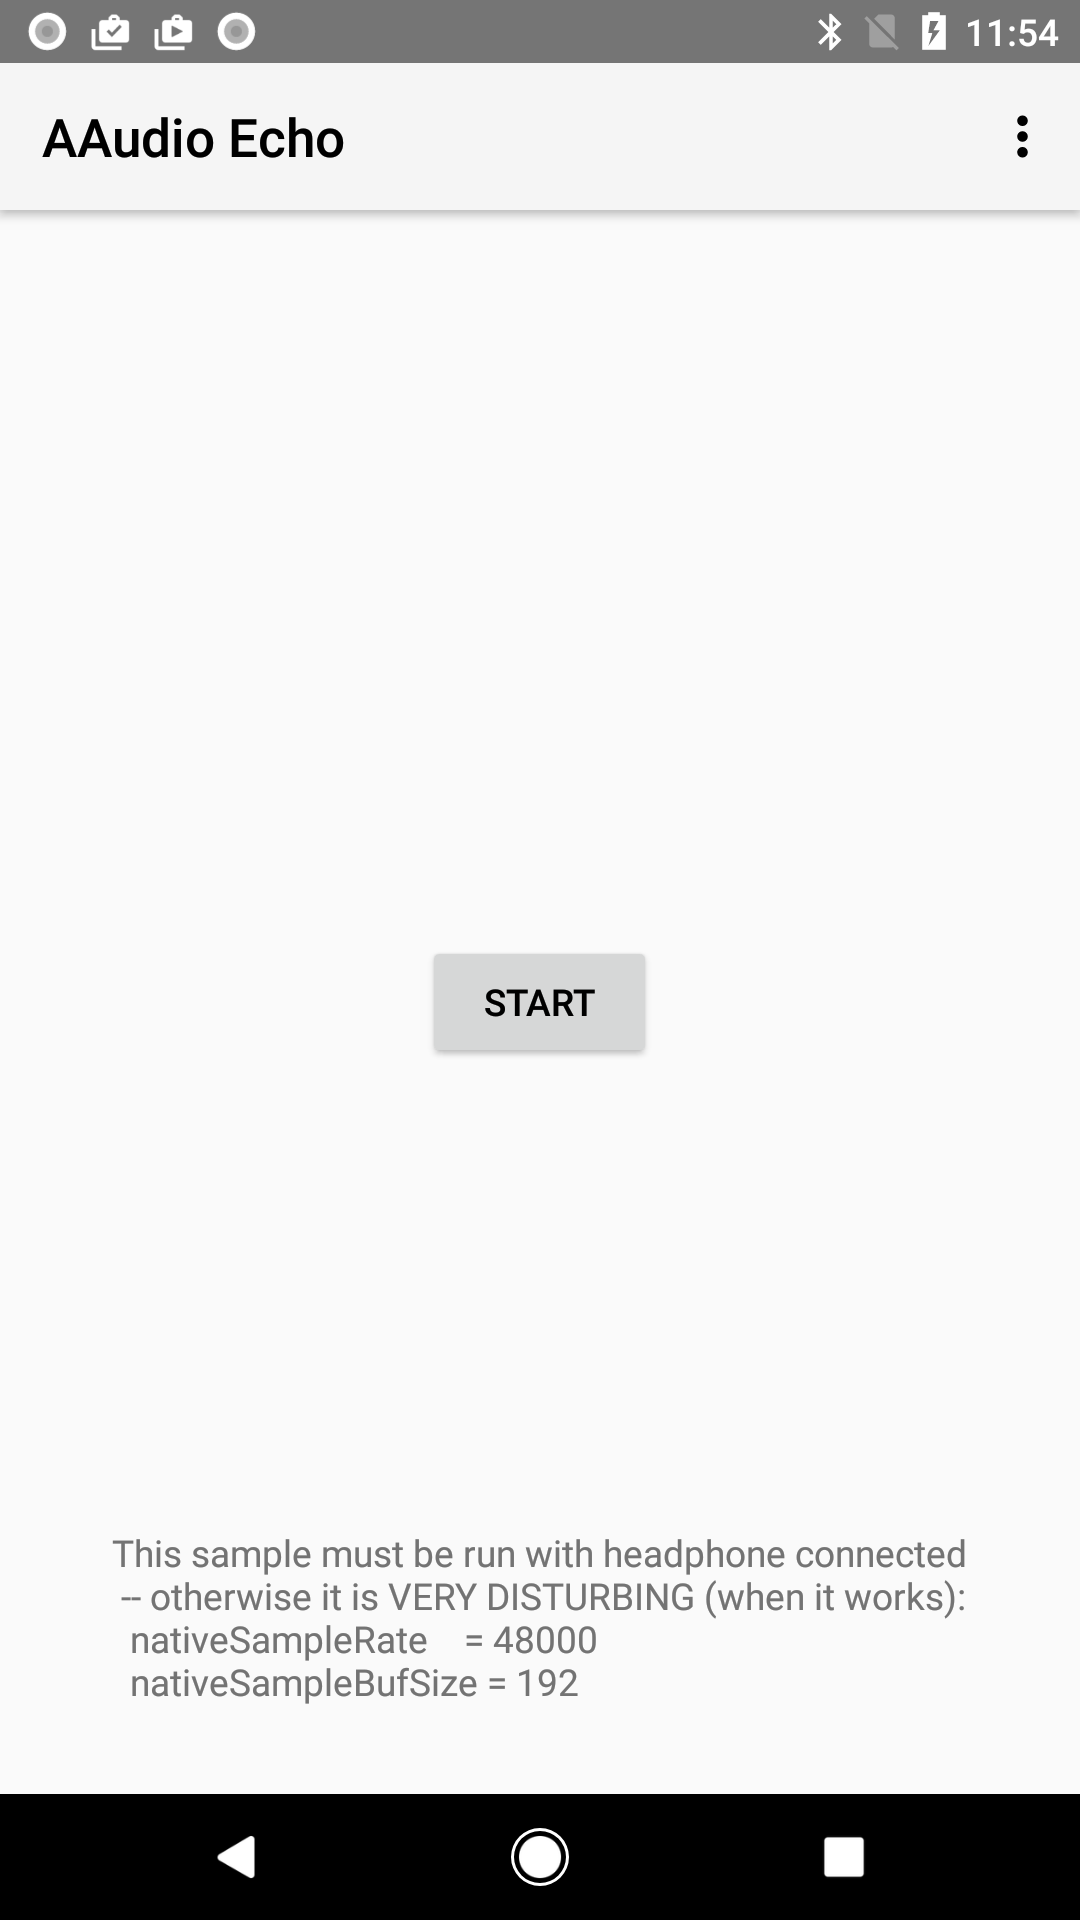 11:54
AAudio Echo
START
This sample must be run with headphone connected
-- otherwise it is VERY DISTURBING (when it works):
nativeSampleRate    = 48000
nativeSampleBufSize = 192